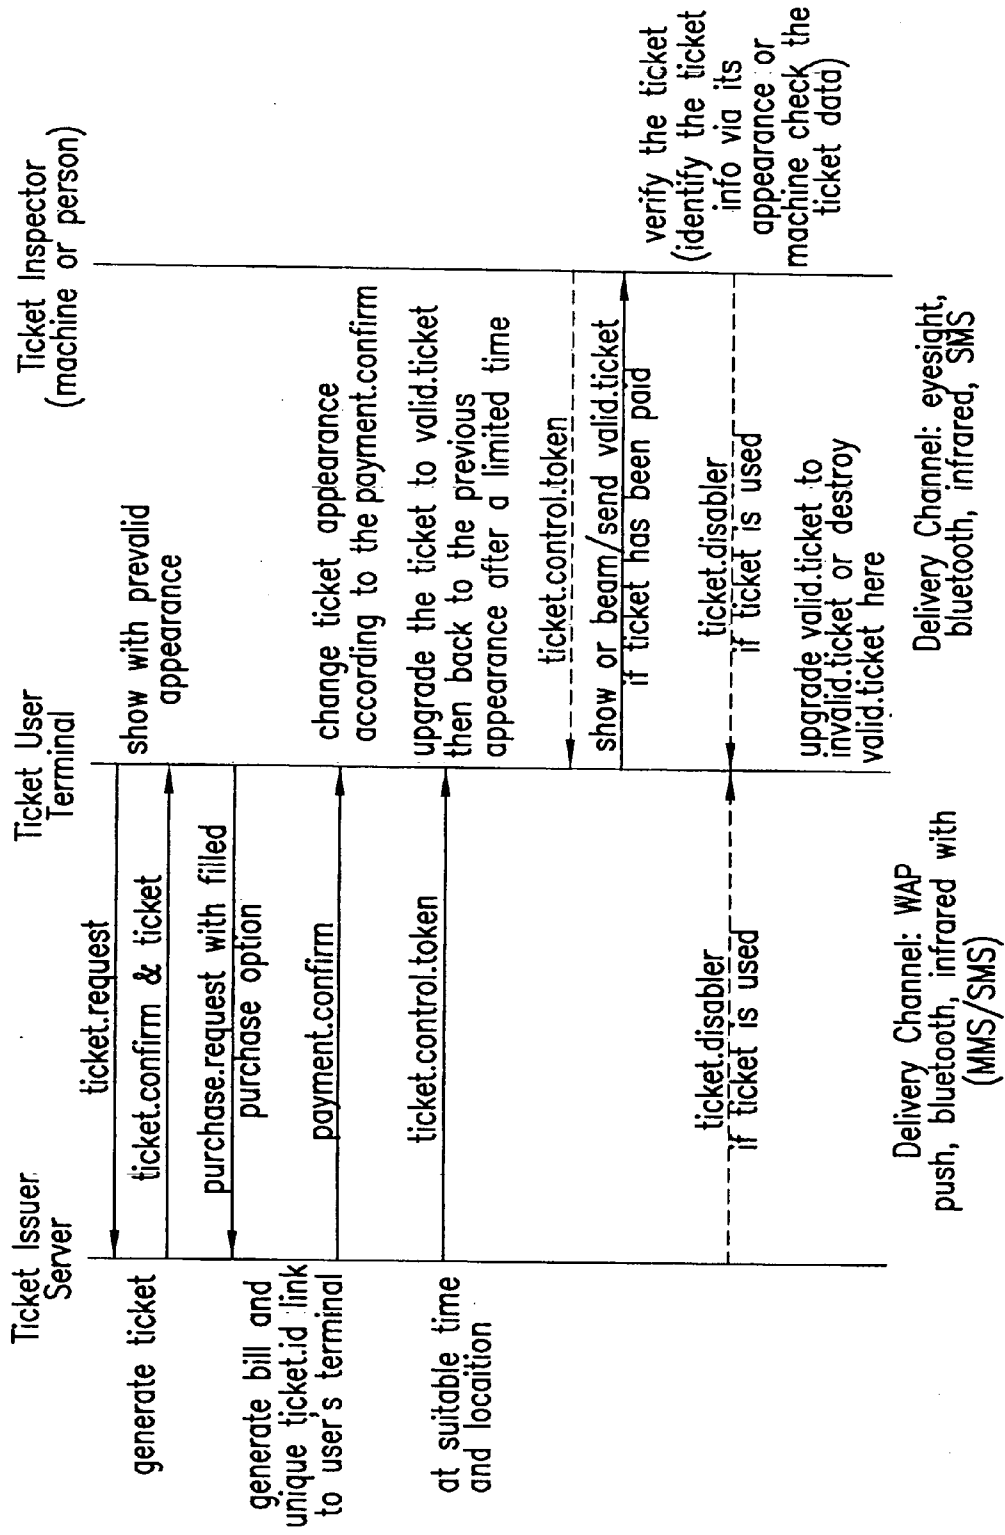 Ticket Issuer
Server
Ticket User
Terminal
Ticket Inspector
(machine or person)
ticket.request
generate ticket
ticket.confirm & ticket
show with prevalid
appearance
purchase.request with filled
purchase option
generate bill and
unique ticket.id link
to user's terminal
payment.confirm
change ticket appearance
according to the payment.confirm
at suitable time
and locaition
ticket.control.token
upgrade the ticket to valid.ticket
then back to the previous
appearance after a limited time
ticket.control.token
show or beam/send valid.ticket
if ticket has been paid
verify the ticket
(identify the ticket
info via its
appearance or
machine check the
ticket data)
ticket.disabler
if ticket is used
ticket.disabler
if ticket is used
upgrade valid.ticket to
invalid.ticket or destroy
valid.ticket here
Delivery Channel: WAP
push, bluetooth, infrared with
(MMS/SMS)
Delivery Channel: eyesight,
bluetooth, infrared, SMS